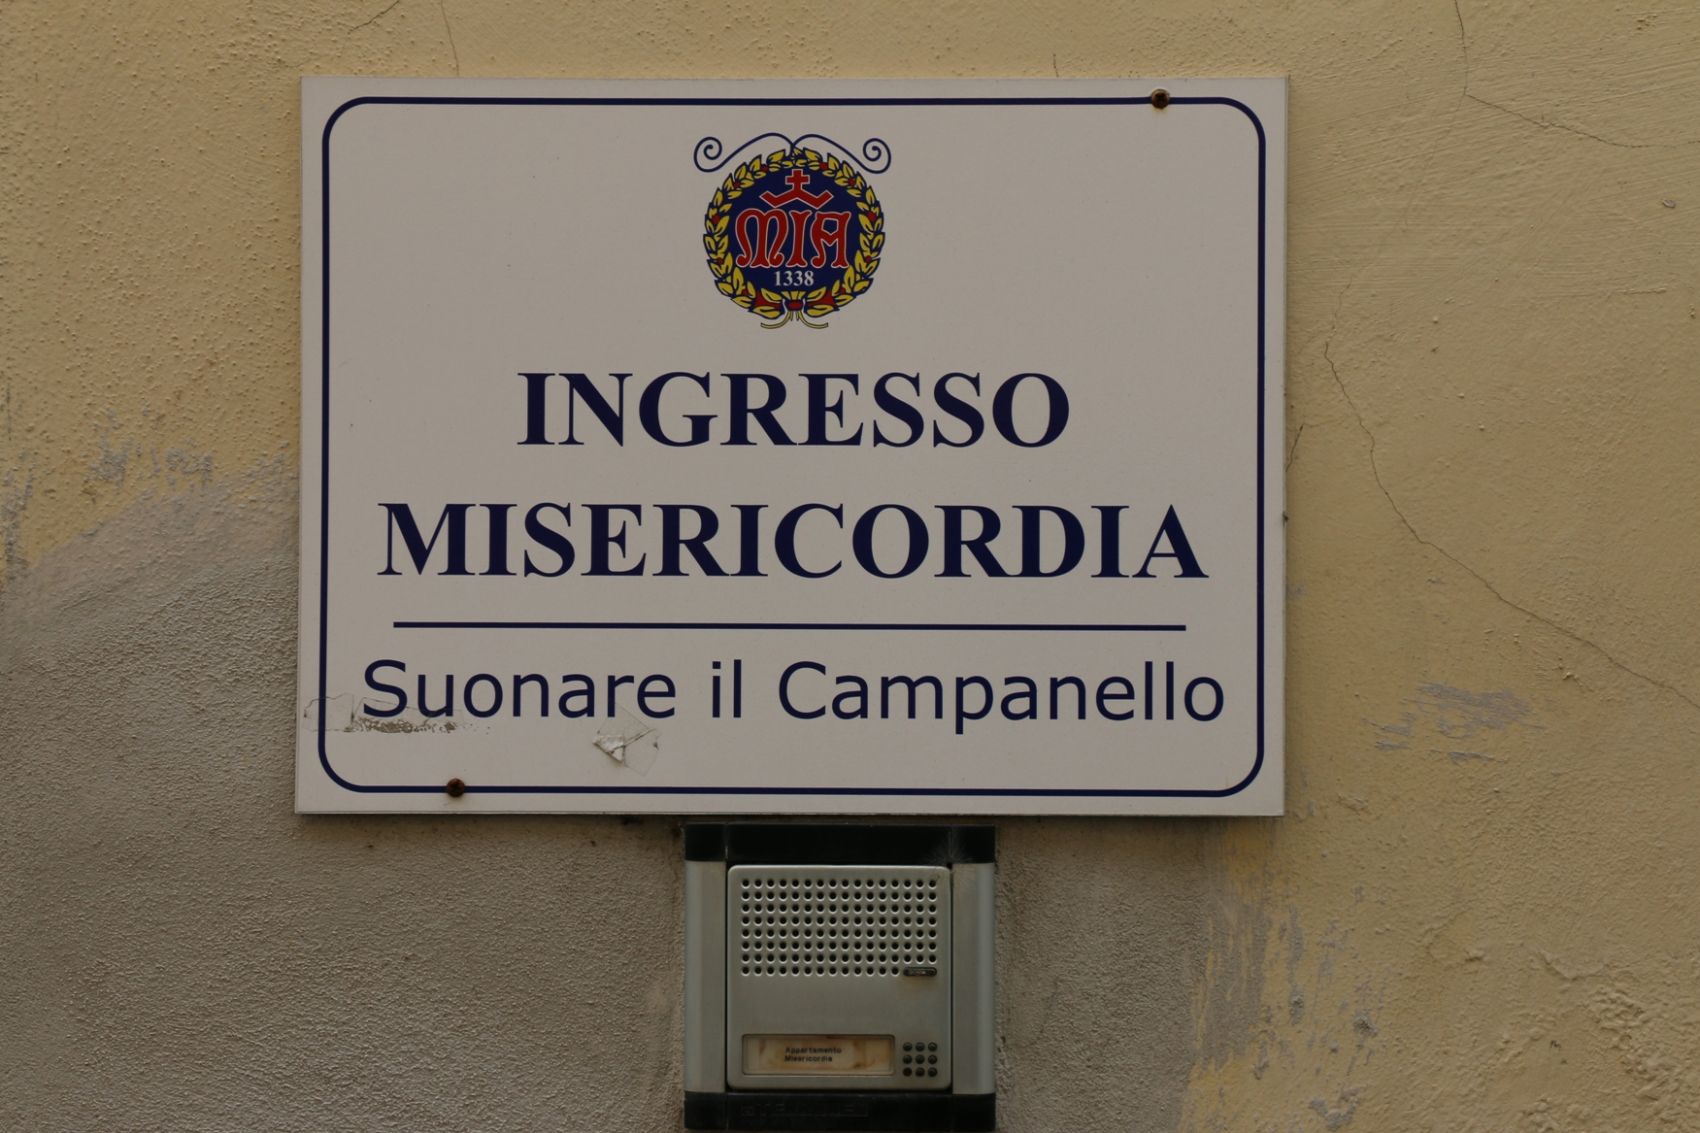 MIA
1338
INGRESSO
MISERICORDIA
Suonare il Campanello
Appartamento
Misericordia